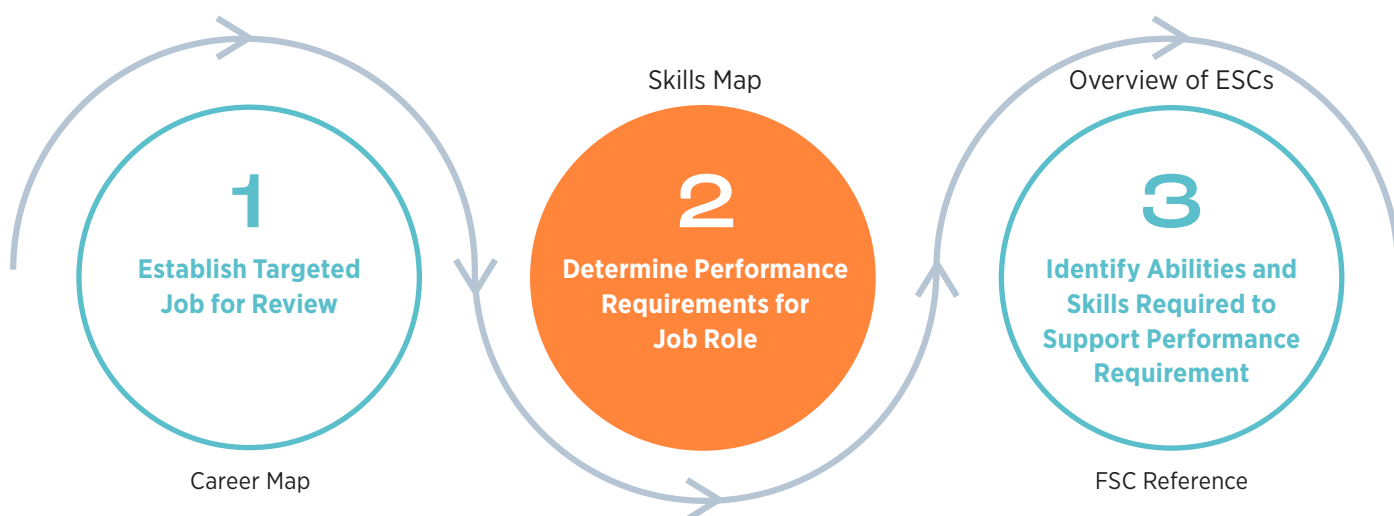 1
Establish Targeted
Job for Review
Career Map
Skills Map
2
Determine Performance
Requirements for
Job Role
Overview of ESCs
3
Identify Abilities and
Skills Required to
Support Performance
Requirement
FSC Reference